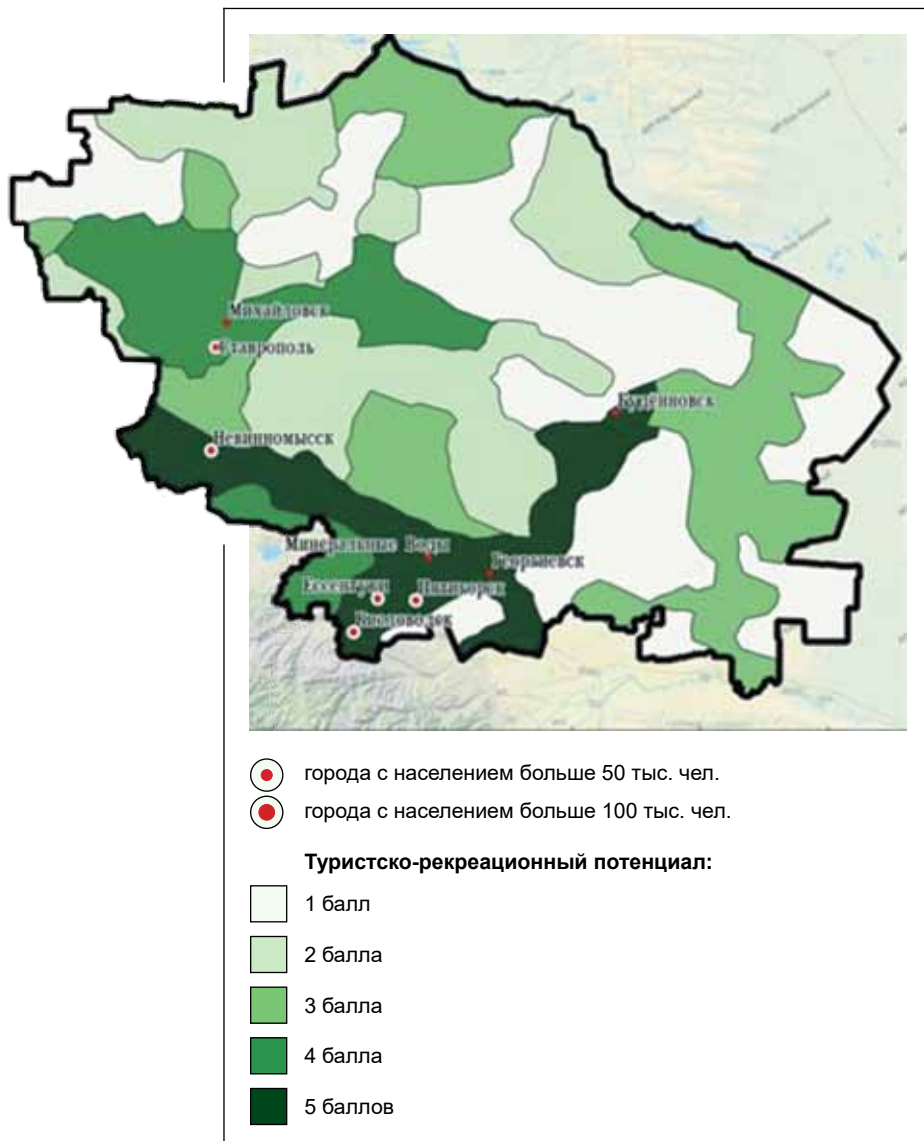 Михайловск
Ставрополь
Буденновск
Невинномысск
Минеральные Воды
Георгиевск
Ессентуки
Пятигорск
Кисловодск
города с населением больше 50 тыс. чел.
города с населением больше 100 тыс. чел.
Туристско-рекреационный потенциал:
1 балл
2 балла
3 балла
4 балла
5 баллов